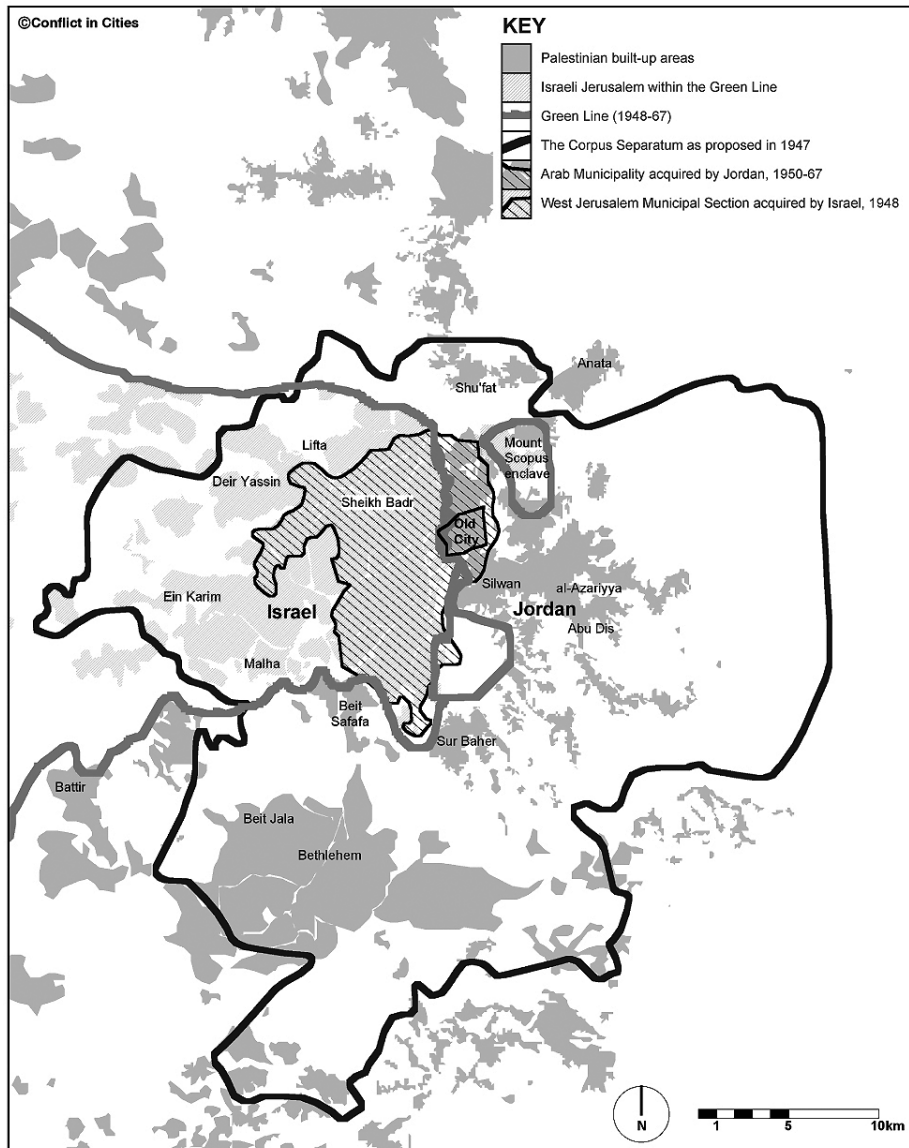 ©Conflict in Cities
KEY
Palestinian built-up areas
Israeli Jerusalem within the Green Line
Green Line (1948-67)
The Corpus Separatum as proposed in 1947
Arab Municipality acquired by Jordan, 1950-67
West Jerusalem Municipal Section acquired by Israel, 1948
Anata
Shu'fat
Lifta
Mount
Scopus
enclave
Deir Yassin
Sheikh Badr
Old
City
Silwan
al-Azariyya
Ein Karim
Israel
Jordan
Abu Dis
Malha
Beit
Safafa
Sur Baher
Battir
Beit Jala
Bethlehem
N
1
5
10km